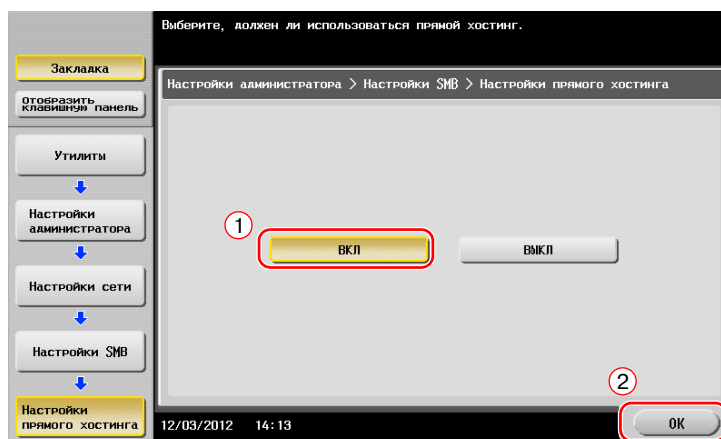 Выберите, должен ли использоваться прямой хостинг.
Закладка
Отобразить
клавишную панель
Утилиты
Настройки
администратора
Настройки сети
Настройки SMB
Настройки
прямого хостинга
Настройки администратора > Настройки SMB > Настройки прямого хостинга
1
ВКЛ
ВЫКЛ
2
12/03/2012 14:13
OK